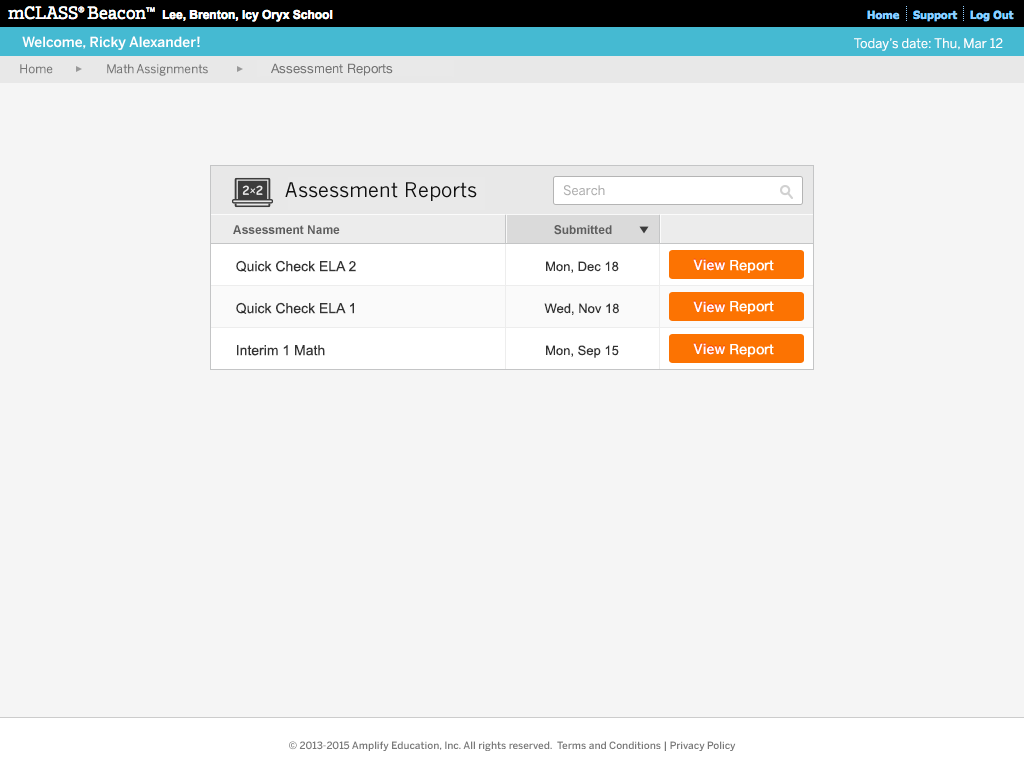 mCLASS® Beacon™ Lee, Brenton, Icy Oryx School Home Support Log Out
Welcome, Ricky Alexander! Today's date: Thu, Mar 12
Home ▸ Math Assignments ▸ Assessment Reports
2×2 Assessment Reports Search
Assessment Name Submitted ▼
Quick Check ELA 2 Mon, Dec 18 View Report
Quick Check ELA 1 Wed, Nov 18 View Report
Interim 1 Math Mon, Sep 15 View Report
© 2013-2015 Amplify Education, Inc. All rights reserved. Terms and Conditions | Privacy Policy